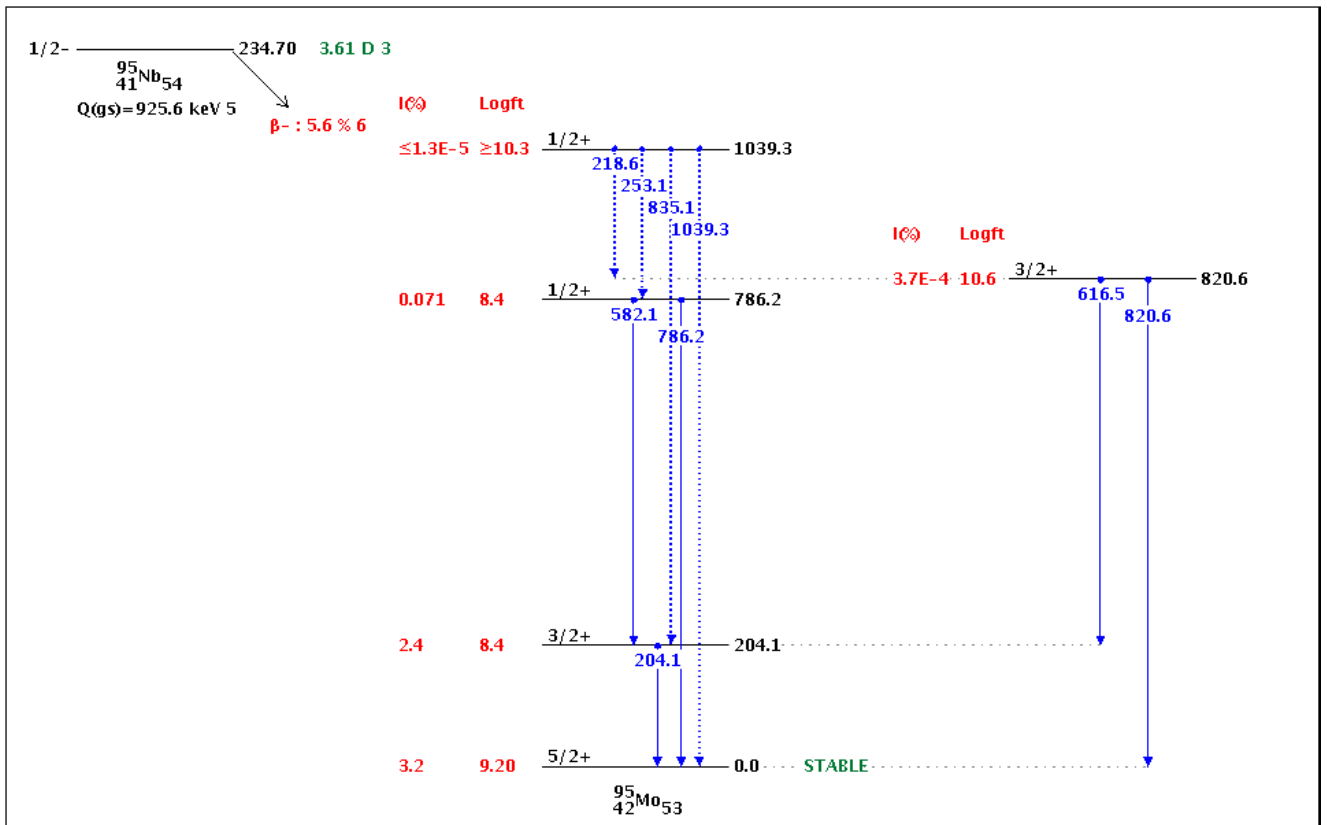 1/2- 234.70 3.61 D 3
95
41Nb54
Q(gs)=925.6 keV 5
β- : 5.6 % 6
I(%) Logft
≤1.3E-5 ≥10.3 1/2+ 1039.3
218.6
253.1
835.1
1039.3
I(%) Logft
3.7E-4 10.6 3/2+ 820.6
616.5
820.6
0.071 8.4 1/2+ 786.2
582.1
786.2
2.4 8.4 3/2+ 204.1
204.1
3.2 9.20 5/2+ 0.0 STABLE
95
42Mo53